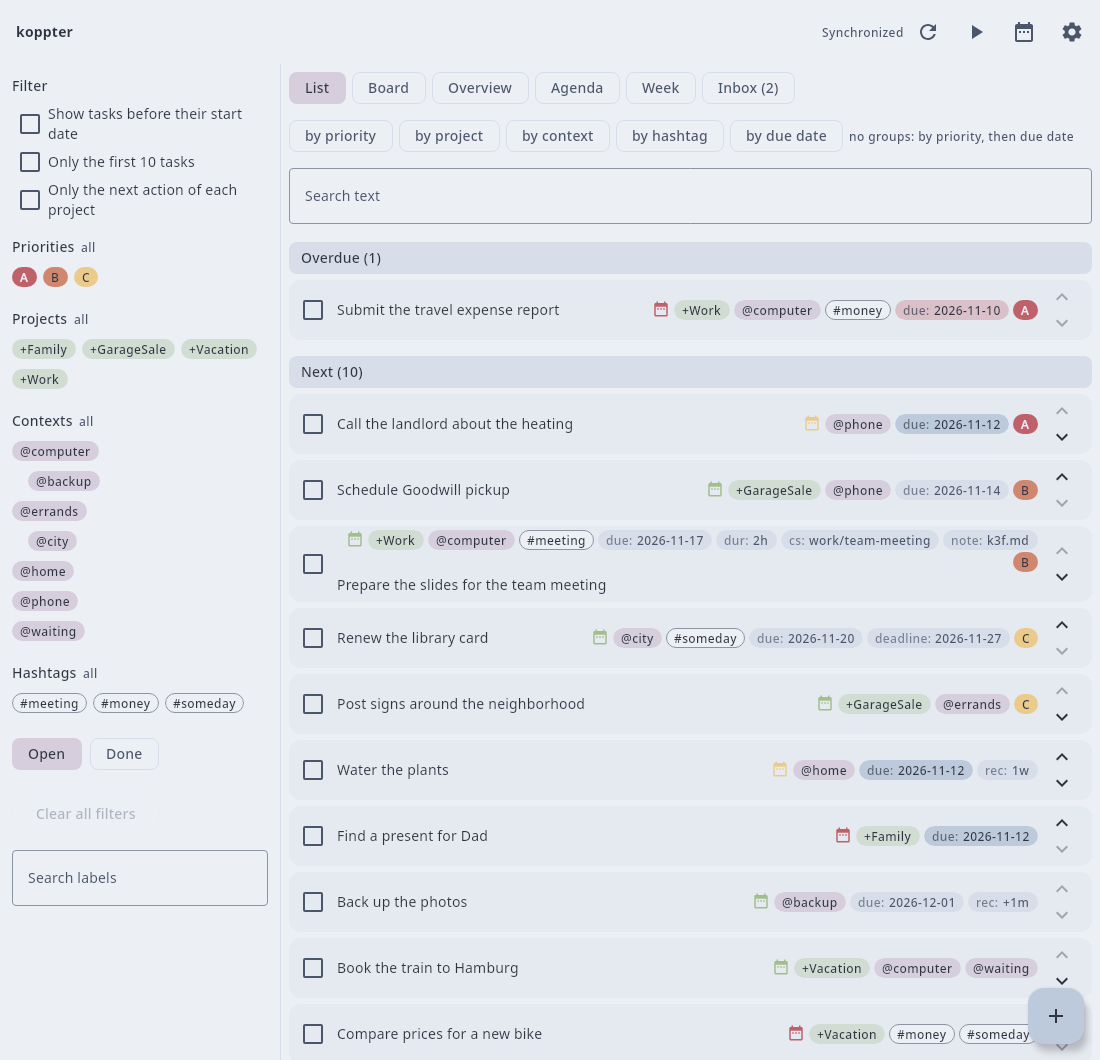 koppter
Synchronized
Filter
Show tasks before their start
date
Only the first 10 tasks
Only the next action of each
project
Priorities all
A B C
Projects all
+Family +GarageSale +Vacation
+Work
Contexts all
@computer
@backup
@errands
@city
@home
@phone
@waiting
Hashtags all
#meeting #money #someday
Open Done
Clear all filters
Search labels
List Board Overview Agenda Week Inbox (2)
by priority by project by context by hashtag by due date no groups: by priority, then due date
Search text
Overdue (1)
Submit the travel expense report +Work @computer #money due: 2026-11-10 A
Next (10)
Call the landlord about the heating @phone due: 2026-11-12 A
Schedule Goodwill pickup +GarageSale @phone due: 2026-11-14 B
+Work @computer #meeting due: 2026-11-17 dur: 2h cs: work/team-meeting note: k3f.md
B
Prepare the slides for the team meeting
Renew the library card @city #someday due: 2026-11-20 deadline: 2026-11-27 C
Post signs around the neighborhood +GarageSale @errands C
Water the plants @home due: 2026-11-12 rec: 1w
Find a present for Dad +Family due: 2026-11-12
Back up the photos @backup due: 2026-12-01 rec: +1m
Book the train to Hamburg +Vacation @computer @waiting
Compare prices for a new bike +Vacation #money #someday
+